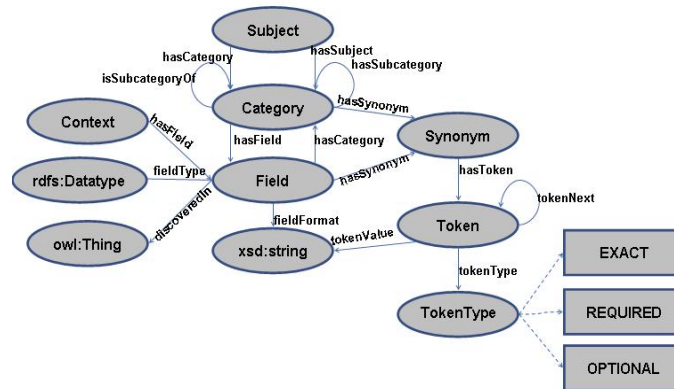 Subject
hasCategory
hasSubject
hasSubcategory
isSubcategoryOf
Category
hasSynonym
Context
hasField
hasField
hasCategory
Synonym
rdfs:Datatype
fieldType
Field
hasSynonym
hasToken
tokenNext
discoveredIn
fieldFormat
owl:Thing
xsd:string
tokenValue
Token
EXACT
tokenType
TokenType
REQUIRED
OPTIONAL